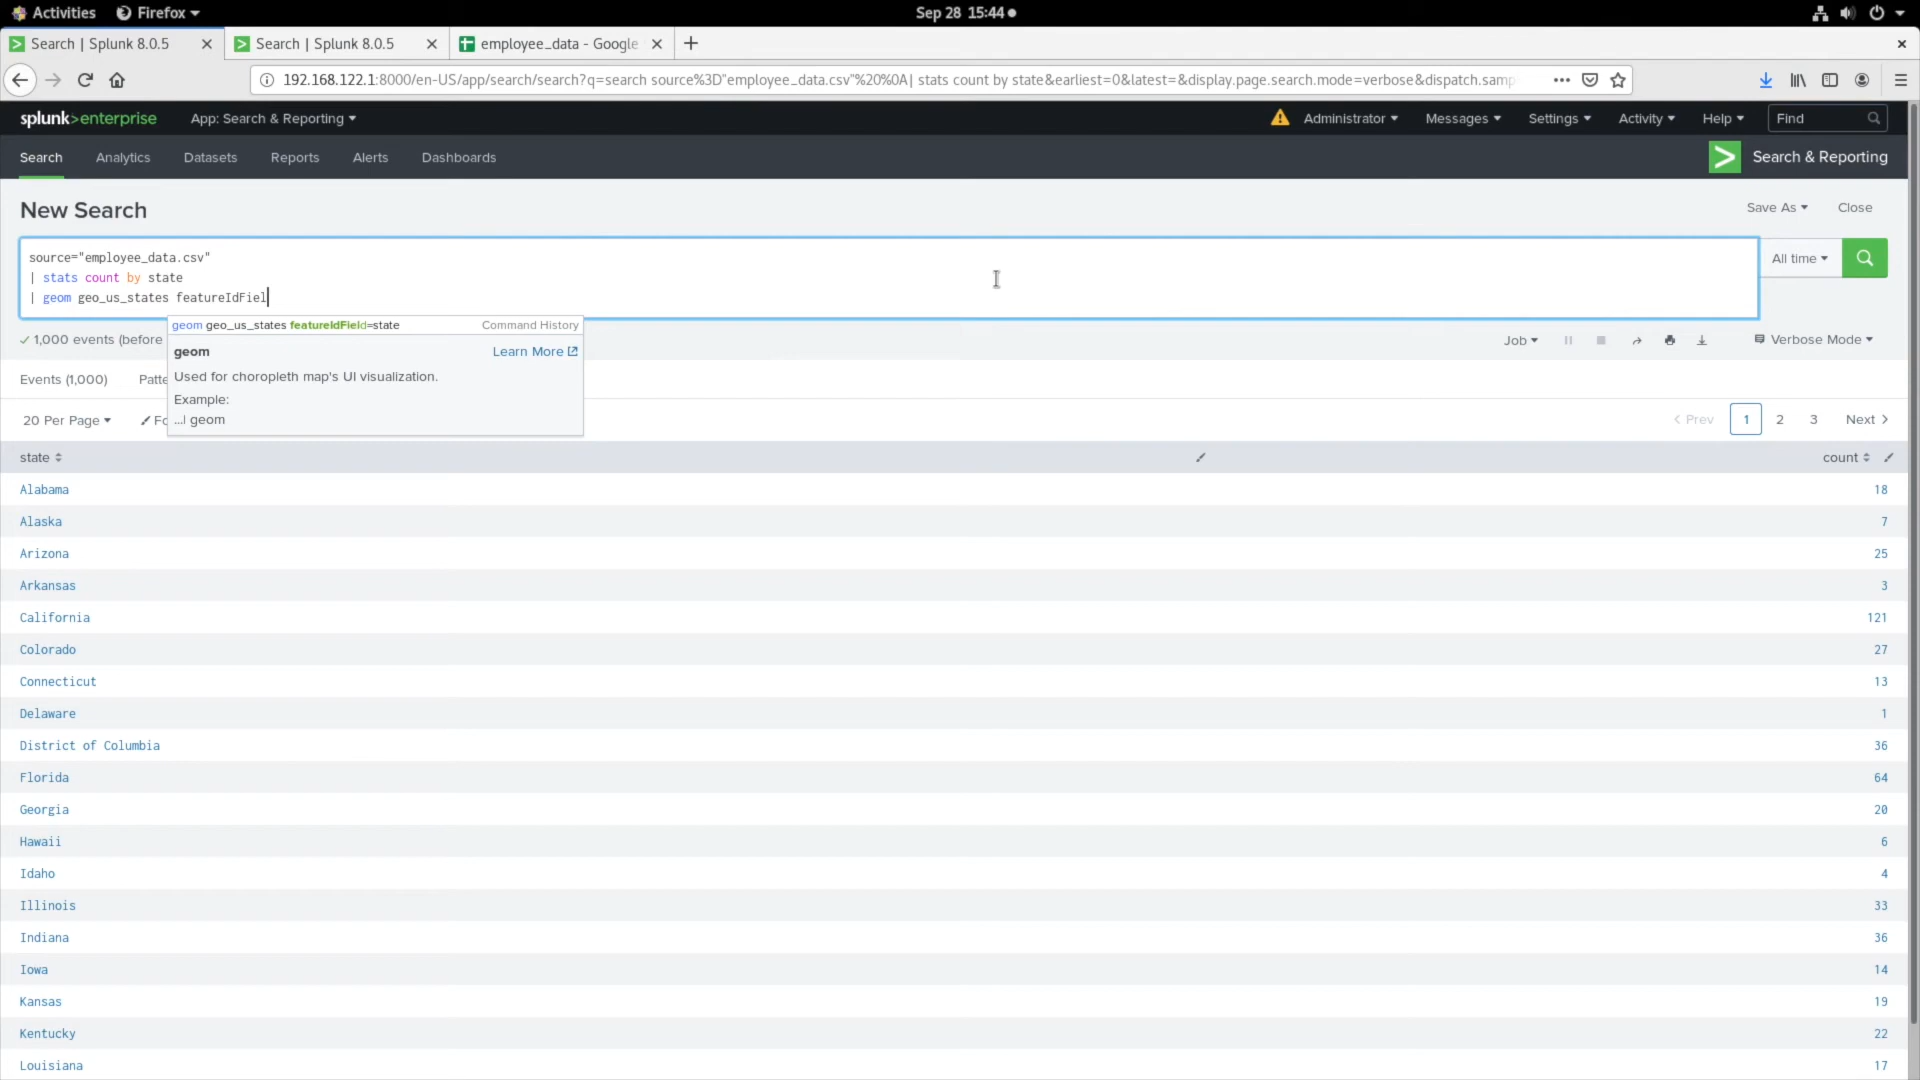 Activities Firefox Sep 28 15:44
Search | Splunk 8.0.5 Search | Splunk 8.0.5 employee_data - Google
192.168.122.1:8000/en-US/app/search/search?q=search source%3D"employee_data.csv"%20%0A| stats count by state&earliest=0&latest=&display.page.search.mode=verbose&dispatch.samp
splunk>enterprise App: Search & Reporting Administrator Messages Settings Activity Help Find
Search Analytics Datasets Reports Alerts Dashboards Search & Reporting
New Search Save As Close
source="employee_data.csv"
All time
| stats count by state
| geom geo_us_states featureIdFiel
geom geo_us_states featureIdField=state Command History
1,000 events (before Job Verbose Mode
geom Learn More
Used for choropleth map's UI visualization.
Events (1,000) Patte
Example:
...| geom
20 Per Page Fo < Prev 1 2 3 Next >
state count
Alabama 18
Alaska 7
Arizona 25
Arkansas 3
California 121
Colorado 27
Connecticut 13
Delaware 1
District of Columbia 36
Florida 64
Georgia 20
Hawaii 6
Idaho 4
Illinois 33
Indiana 36
Iowa 14
Kansas 19
Kentucky 22
Louisiana 17